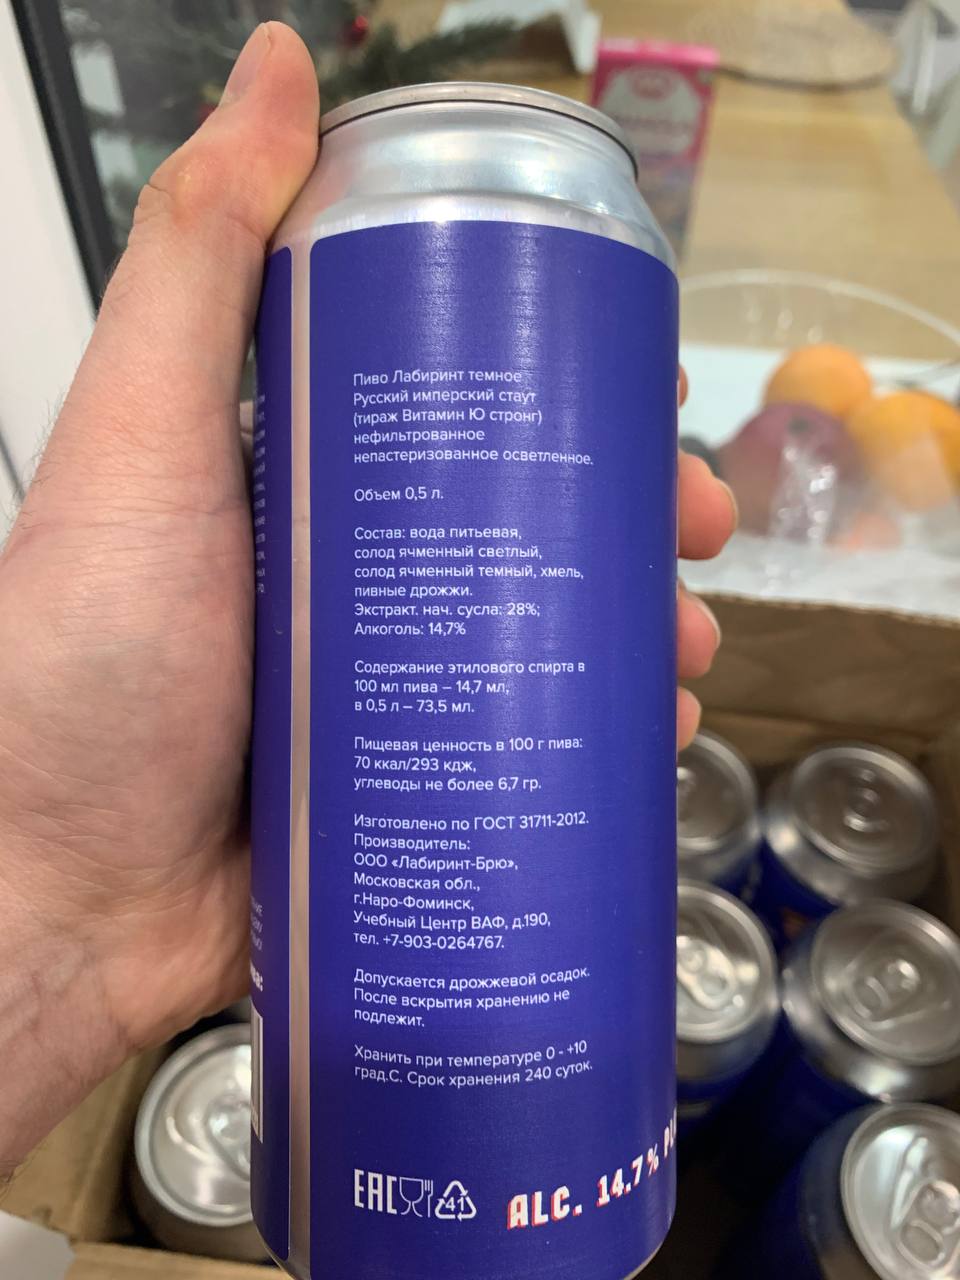 Пиво Лабиринт темное
Русский имперский стаут
(тираж Витамин Ю стронг)
нефильтрованное
непастеризованное осветленное.
Объем 0,5 л.
Состав: вода питьевая,
солод ячменный светлый,
солод ячменный темный, хмель,
пивные дрожжи.
Экстракт. нач. сусла: 28%;
Алкоголь: 14,7%
Содержание этилового спирта в
100 мл пива – 14,7 мл,
в 0,5 л – 73,5 мл.
Пищевая ценность в 100 г пива:
70 ккал/293 кдж,
углеводы не более 6,7 гр.
Изготовлено по ГОСТ 31711-2012.
Производитель:
ООО «Лабиринт-Брю»,
Московская обл.,
г.Наро-Фоминск,
Учебный Центр ВАФ, д.190,
тел. +7-903-0264767.
Допускается дрожжевой осадок.
После вскрытия хранению не
подлежит.
Хранить при температуре 0 - +10
град.С. Срок хранения 240 суток.
EAC 41
ALC. 14.7%